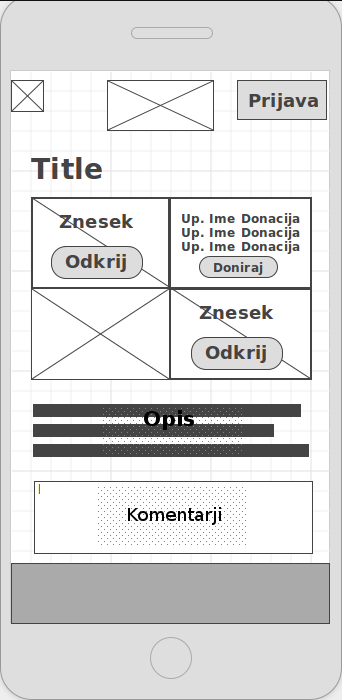 Prijava
Title
Znesek
Odkrij
Up. Ime Donacija
Up. Ime Donacija
Up. Ime Donacija
Doniraj
Znesek
Odkrij
Opis
Komentarji